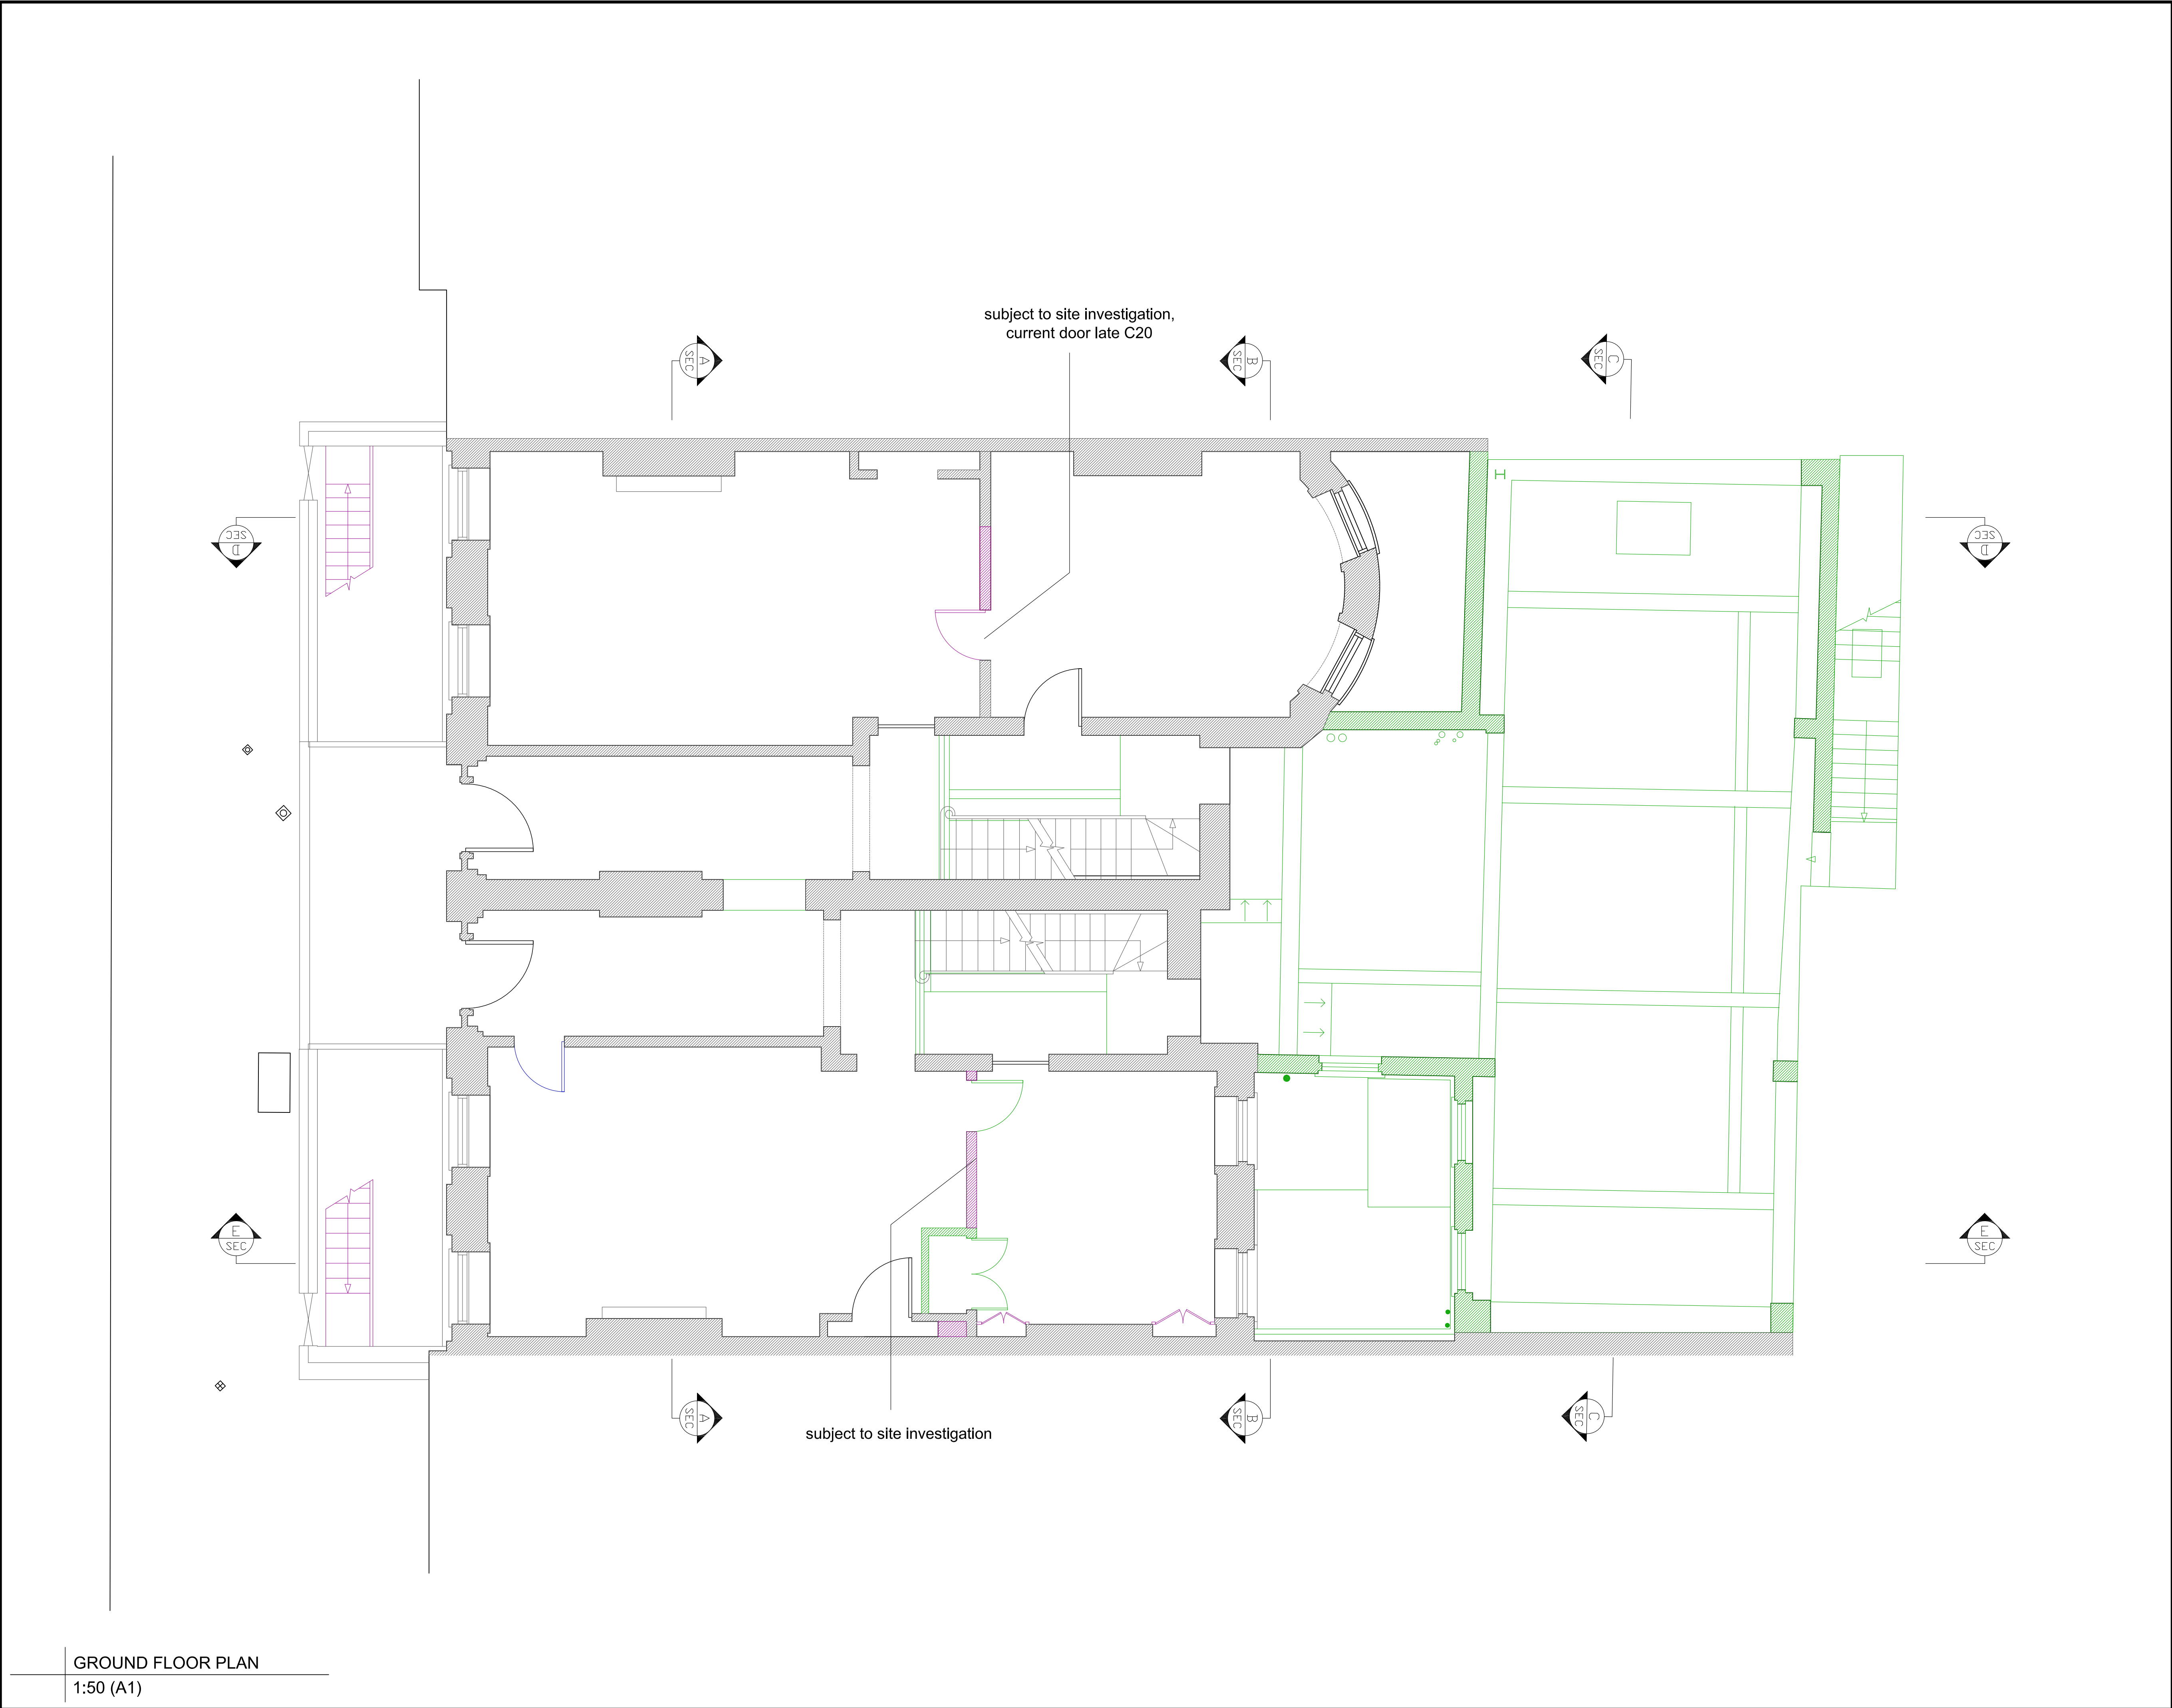 subject to site investigation,
current door late C20
A
SEC
B
SEC
C
SEC
D
SEC
D
SEC
H
E
SEC
E
SEC
A
SEC
B
SEC
C
SEC
subject to site investigation
GROUND FLOOR PLAN
1:50 (A1)